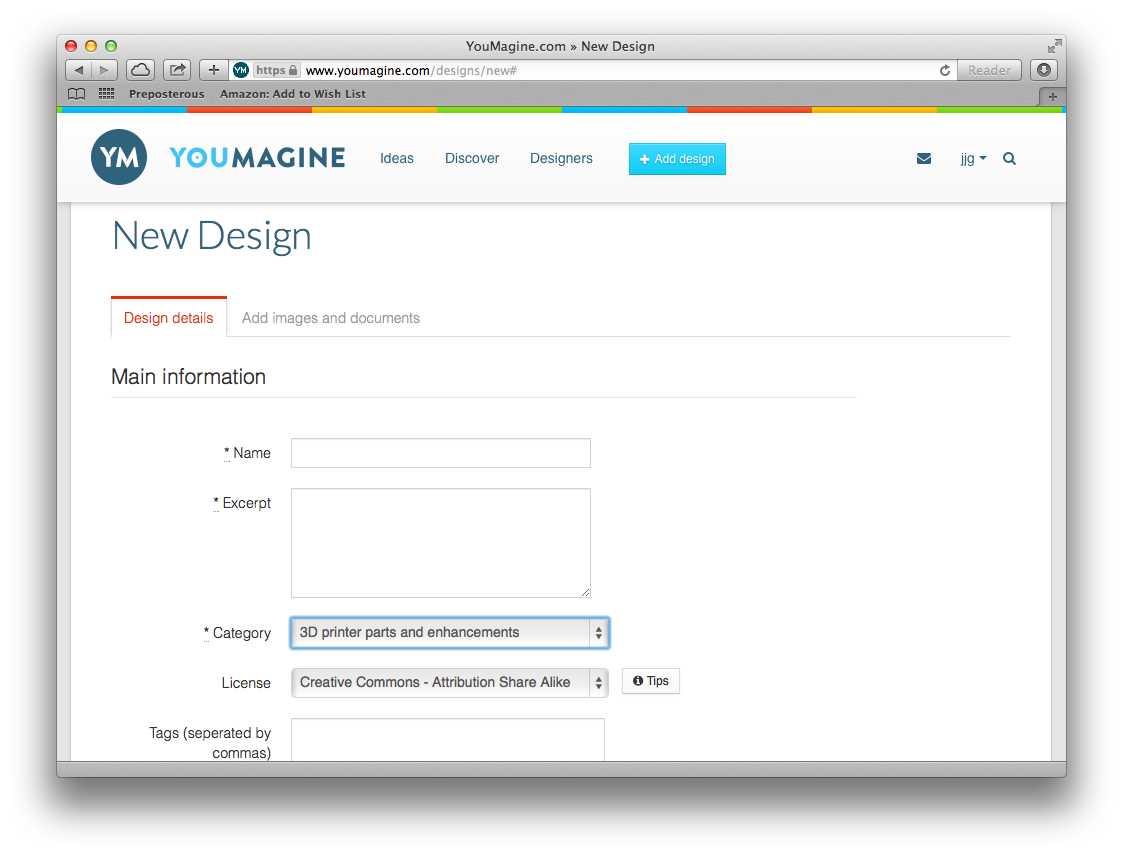 YouMagine.com » New Design
YM https www.youmagine.com/designs/new# Reader
Preposterous Amazon: Add to Wish List
YM YOUMAGINE Ideas Discover Designers + Add design jjg
New Design
Design details Add images and documents
Main information
* Name
* Excerpt
* Category 3D printer parts and enhancements
License Creative Commons - Attribution Share Alike Tips
Tags (seperated by
commas)